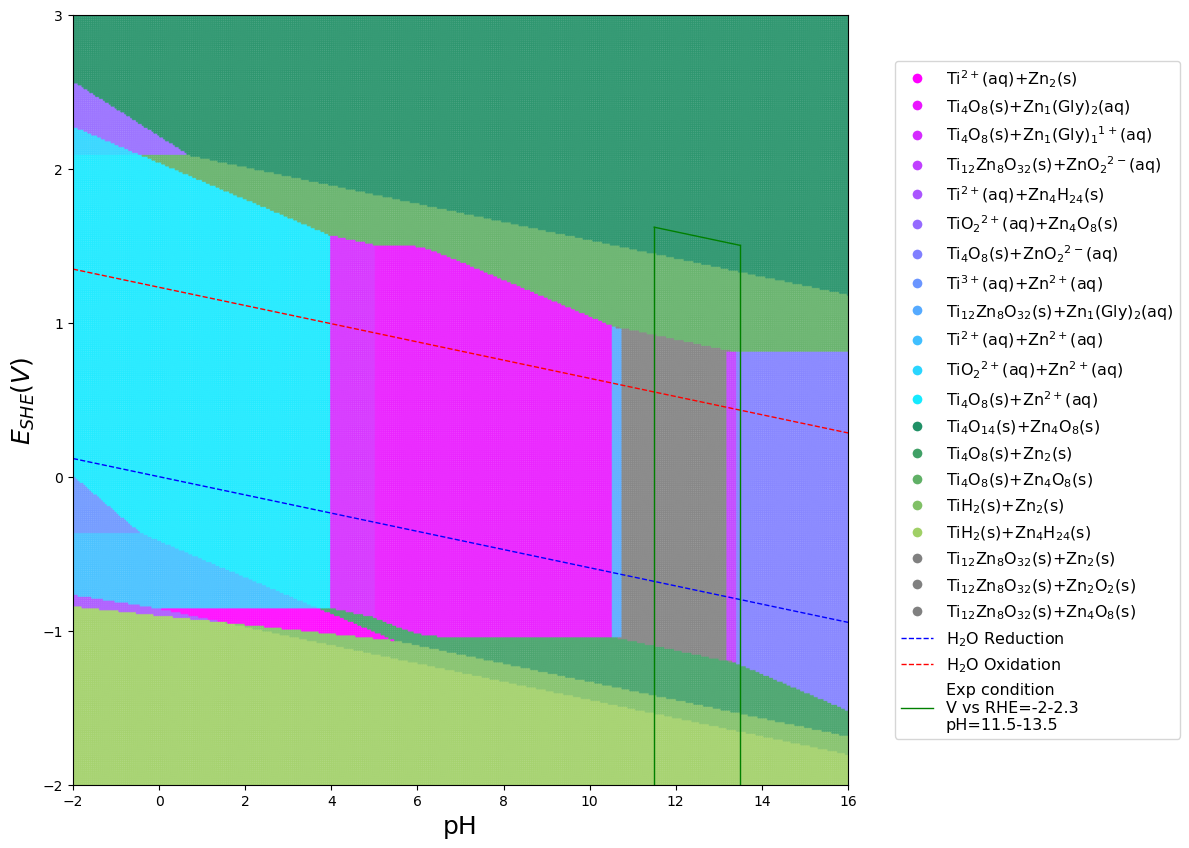 3
2
1
0
−1
−2
E_SHE(V)
−2 0 2 4 6 8 10 12 14 16
pH
Ti²⁺(aq)+Zn₂(s)
Ti₄O₈(s)+Zn₁(Gly)₂(aq)
Ti₄O₈(s)+Zn₁(Gly)₁¹⁺(aq)
Ti₁₂Zn₈O₃₂(s)+ZnO₂²⁻(aq)
Ti²⁺(aq)+Zn₄H₂₄(s)
TiO₂²⁺(aq)+Zn₄O₈(s)
Ti₄O₈(s)+ZnO₂²⁻(aq)
Ti³⁺(aq)+Zn²⁺(aq)
Ti₁₂Zn₈O₃₂(s)+Zn₁(Gly)₂(aq)
Ti²⁺(aq)+Zn²⁺(aq)
TiO₂²⁺(aq)+Zn²⁺(aq)
Ti₄O₈(s)+Zn²⁺(aq)
Ti₄O₁₄(s)+Zn₄O₈(s)
Ti₄O₈(s)+Zn₂(s)
Ti₄O₈(s)+Zn₄O₈(s)
TiH₂(s)+Zn₂(s)
TiH₂(s)+Zn₄H₂₄(s)
Ti₁₂Zn₈O₃₂(s)+Zn₂(s)
Ti₁₂Zn₈O₃₂(s)+Zn₂O₂(s)
Ti₁₂Zn₈O₃₂(s)+Zn₄O₈(s)
H₂O Reduction
H₂O Oxidation
Exp condition
V vs RHE=-2-2.3
pH=11.5-13.5